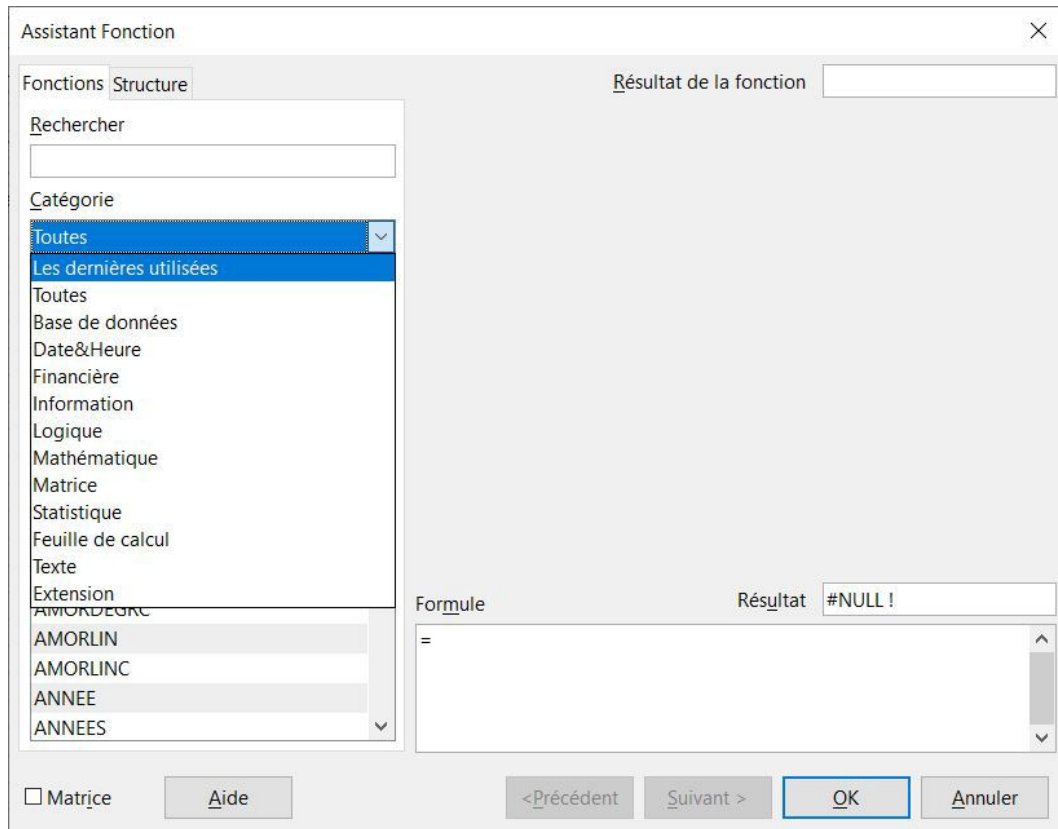 Assistant Fonction
Fonctions Structure
Résultat de la fonction
Rechercher
Catégorie
Toutes
Les dernières utilisées
Toutes
Base de données
Date&Heure
Financière
Information
Logique
Mathématique
Matrice
Statistique
Feuille de calcul
Texte
Extension
AMORDEGRC
AMORLIN
AMORLINC
ANNEE
ANNEES
Formule
Résultat #NULL !
=
Matrice
Aide
<Précédent
Suivant >
OK
Annuler